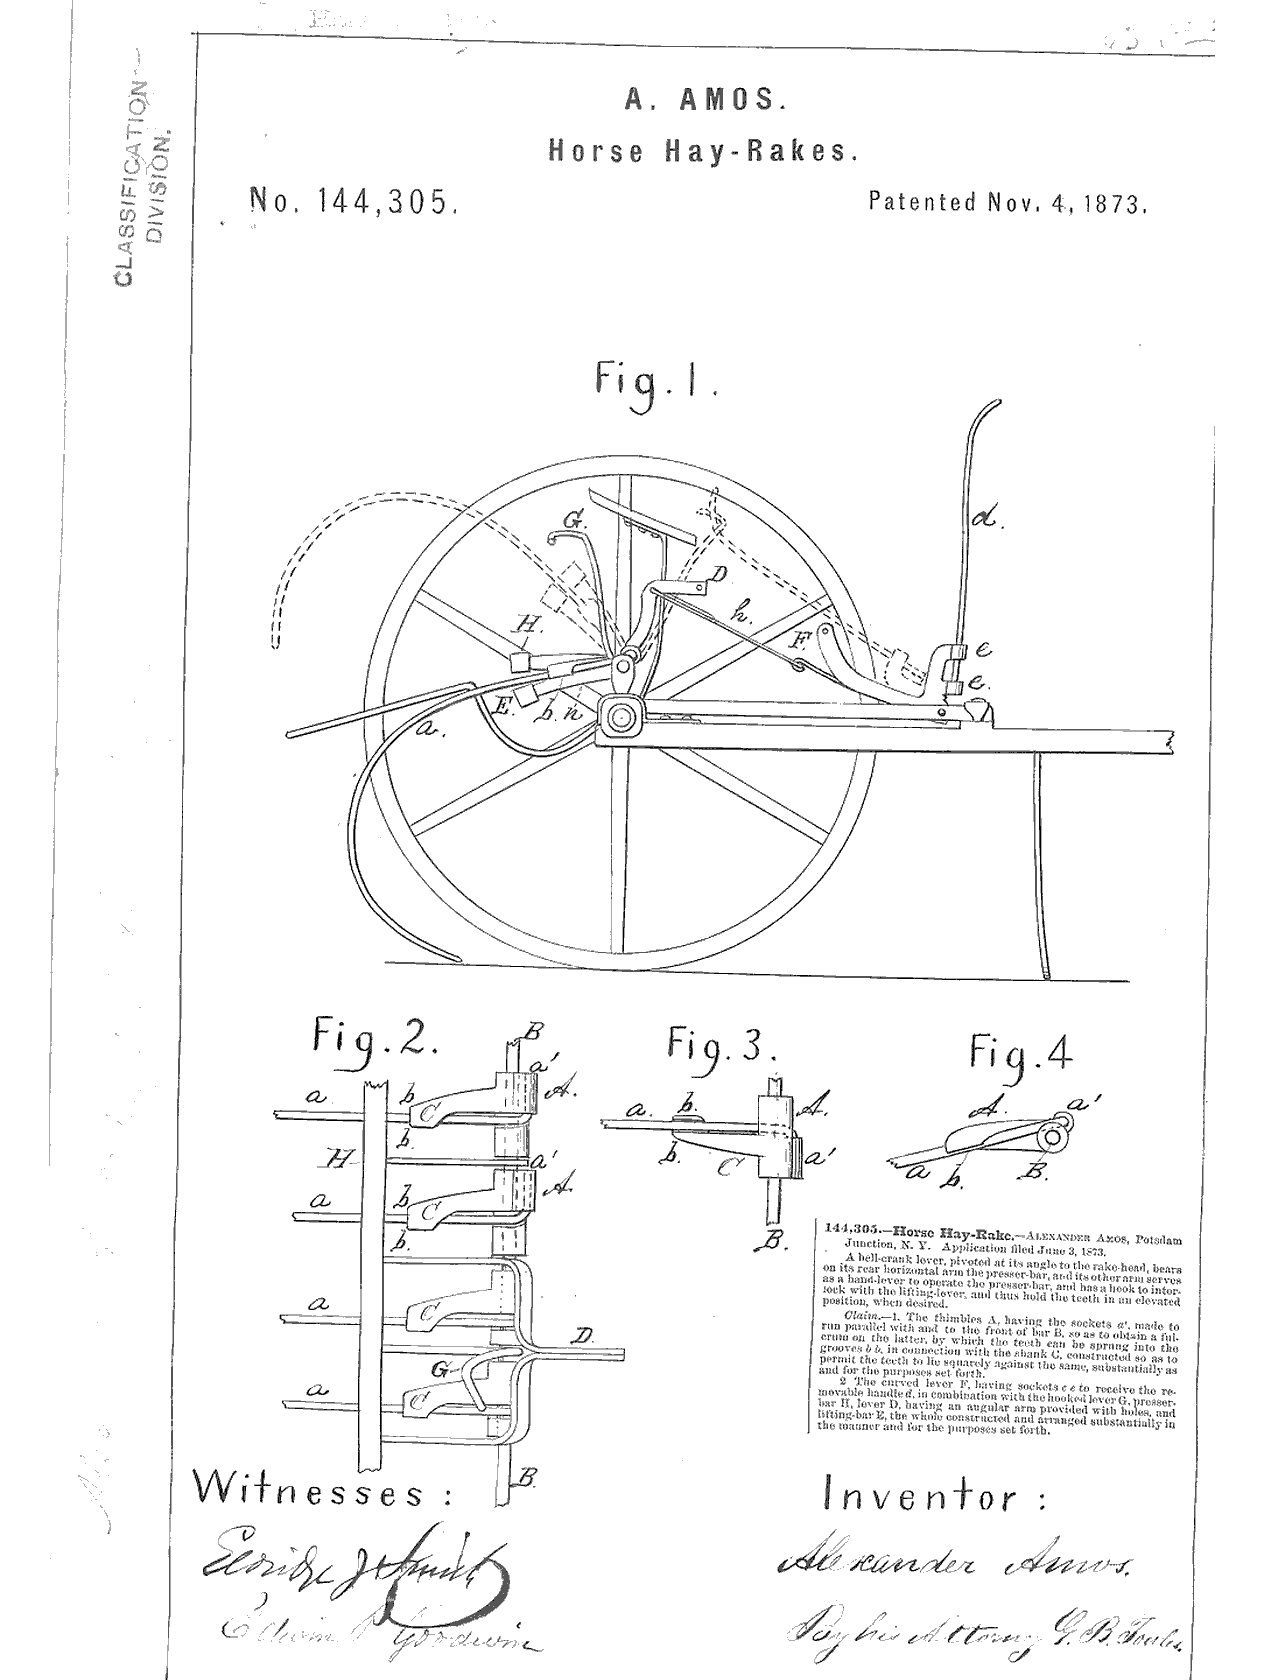 CLASSIFICATION
DIVISION.
A. AMOS.
Horse Hay-Rakes.
No. 144,305.
Patented Nov. 4, 1873.
Fig. 1.
G.
d.
D
h.
H.
F.
e
e.
E.
b.
n
a.
Fig. 2.
B
a'
a
b
A.
C
b.
H
a'
a
b
A.
C
b.
a
C
D.
G
a
C
B.
Fig. 3.
a.
b.
A.
b.
C
a'
B.
Fig. 4
A.
a'
a
b.
B.
144,305.—Horse Hay-Rake.—ALEXANDER AMOS, Potsdam
Junction, N. Y. Application filed June 3, 1873.
A bell-crank lever, pivoted at its angle to the rake-head, bears
on its rear horizontal arm the presser-bar, and its other arm serves
as a hand-lever to operate the presser-bar, and has a hook to inter-
lock with the lifting-lever, and thus hold the teeth in an elevated
position, when desired.
Claim.—1. The thimbles A, having the sockets a', made to
run parallel with and to the front of bar B, so as to obtain a ful-
crum on the latter, by which the teeth can be sprung into the
grooves b b, in connection with the shank C, constructed so as to
permit the teeth to lie squarely against the same, substantially as
and for the purposes set forth.
2 The curved lever F, having sockets e e to receive the re-
movable handle d, in combination with the hooked lever G, presser-
bar H, lever D, having an angular arm provided with holes, and
lifting-bar E, the whole constructed and arranged substantially in
the manner and for the purposes set forth.
Witnesses:
Edwin Goodwin
Inventor:
Alexander Amos.
By his Attorney G. B.